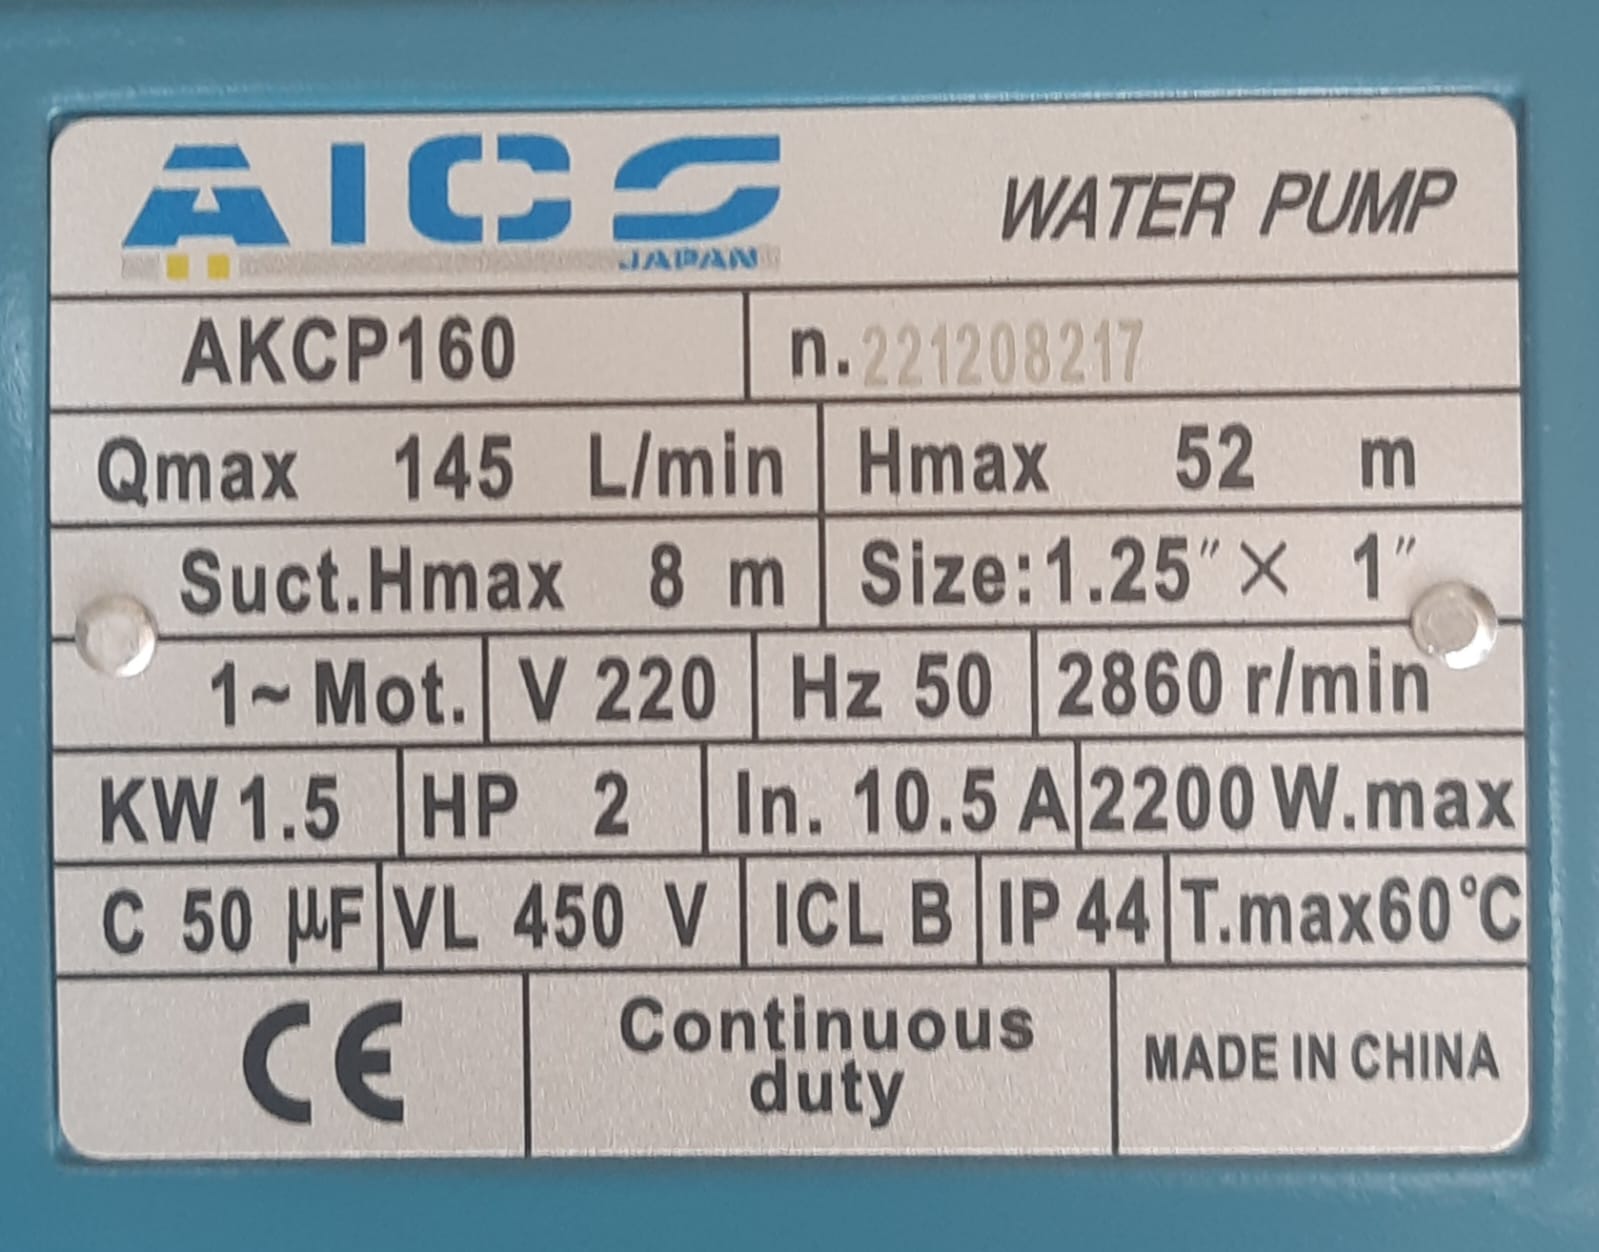 AICS
JAPAN
WATER PUMP
AKCP160 n.221208217
Qmax 145 L/min Hmax 52 m
Suct.Hmax 8 m Size:1.25″× 1″
1~ Mot. V 220 Hz 50 2860 r/min
KW 1.5 HP 2 In. 10.5 A 2200 W.max
C 50 μF VL 450 V ICL B IP 44 T.max60°C
CE Continuous
duty
MADE IN CHINA